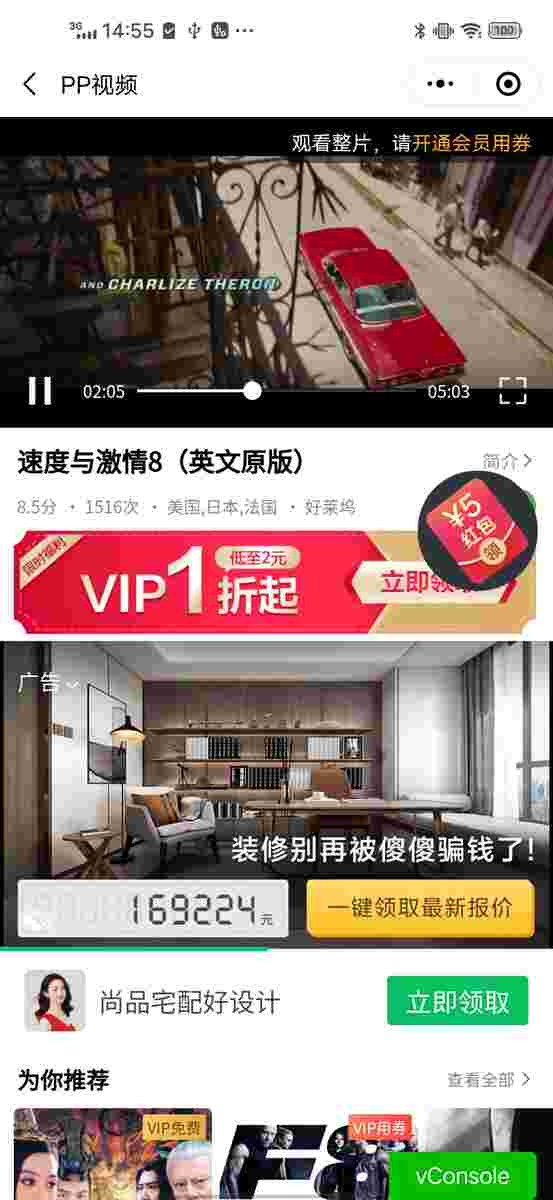 3G 14:55 100
PP视频
观看整片，请开通会员用券
AND CHARLIZE THERON
02:05 05:03
速度与激情8（英文原版）
简介
8.5分 · 1516次 · 美国,日本,法国 · 好莱坞
¥5
红包
领
限时福利
VIP1折起
低至2元
立即领
广告
装修别再被傻傻骗钱了!
169224元
一键领取最新报价
尚品宅配好设计
立即领取
为你推荐
查看全部
VIP免费
VIP用券
F8
vConsole